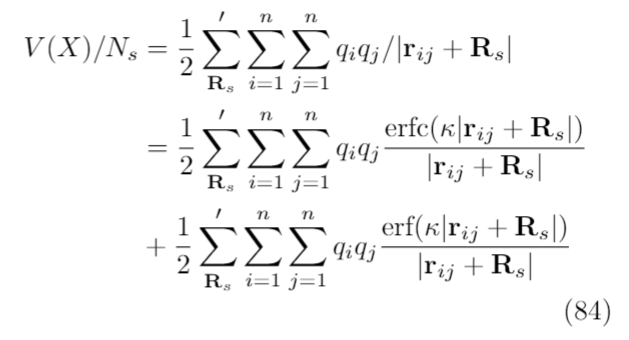 V(X)/N_s = \frac{1}{2} \sum_{\mathbf{R}_s}^{\prime} \sum_{i=1}^{n} \sum_{j=1}^{n} q_i q_j / |\mathbf{r}_{ij} + \mathbf{R}_s|
= \frac{1}{2} \sum_{\mathbf{R}_s}^{\prime} \sum_{i=1}^{n} \sum_{j=1}^{n} q_i q_j \frac{\mathrm{erfc}(\kappa |\mathbf{r}_{ij} + \mathbf{R}_s|)}{|\mathbf{r}_{ij} + \mathbf{R}_s|}
+ \frac{1}{2} \sum_{\mathbf{R}_s}^{\prime} \sum_{i=1}^{n} \sum_{j=1}^{n} q_i q_j \frac{\mathrm{erf}(\kappa |\mathbf{r}_{ij} + \mathbf{R}_s|)}{|\mathbf{r}_{ij} + \mathbf{R}_s|}
(84)